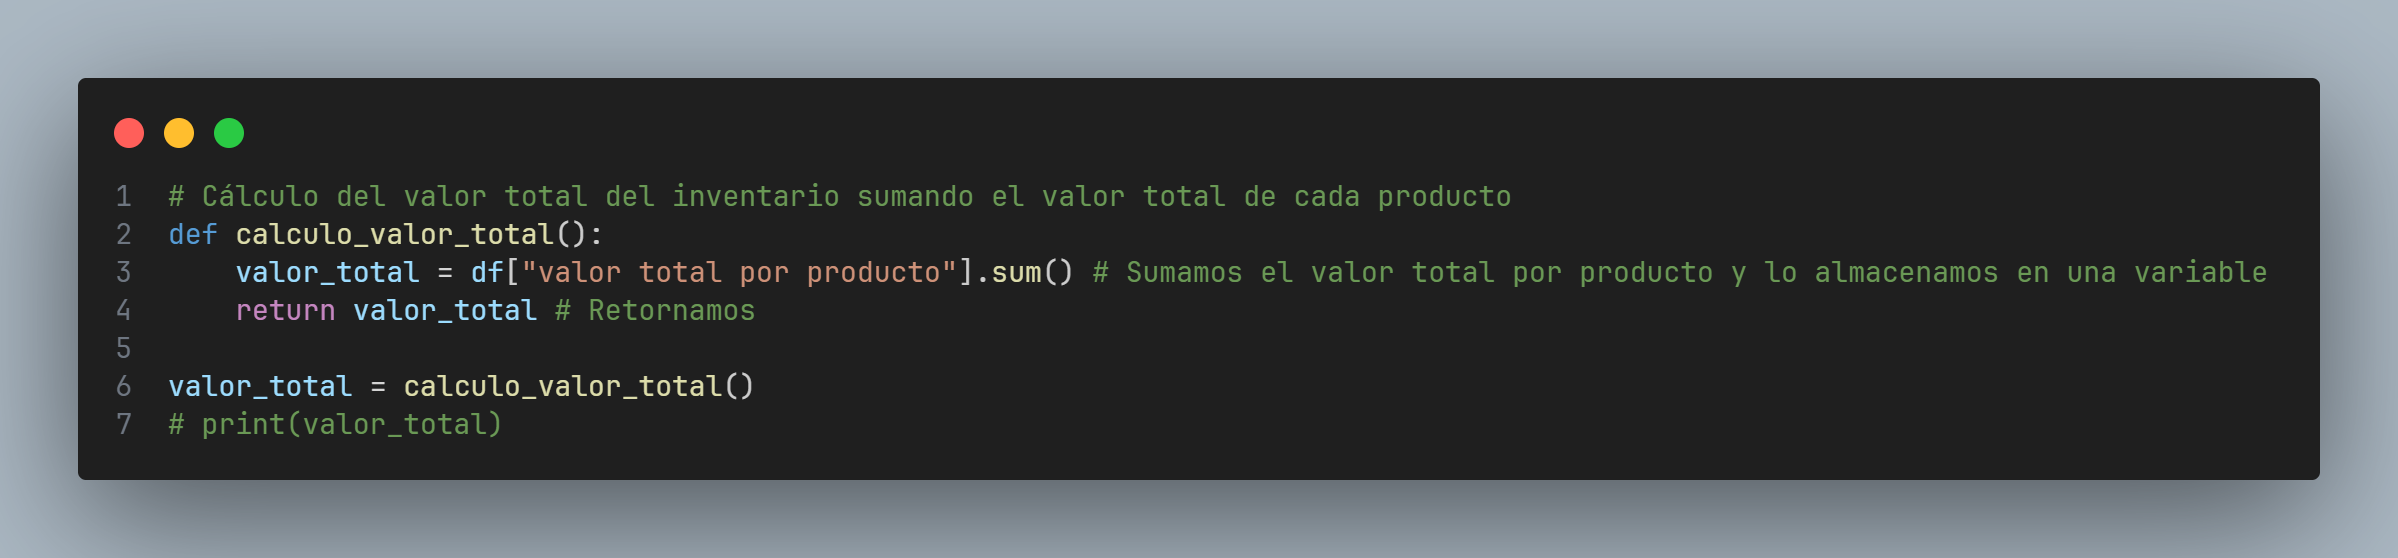 1 # Cálculo del valor total del inventario sumando el valor total de cada producto
2 def calculo_valor_total():
3     valor_total = df["valor total por producto"].sum() # Sumamos el valor total por producto y lo almacenamos en una variable
4     return valor_total # Retornamos
5
6 valor_total = calculo_valor_total()
7 # print(valor_total)